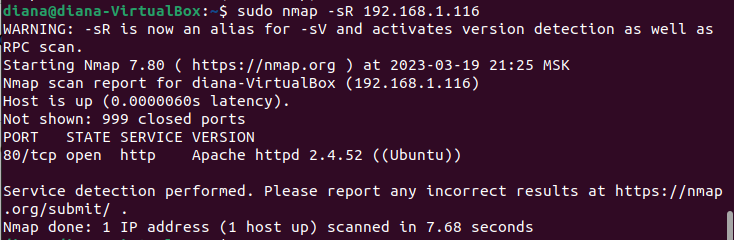 diana@diana-VirtualBox:~$ sudo nmap -sR 192.168.1.116
WARNING: -sR is now an alias for -sV and activates version detection as well as
RPC scan.
Starting Nmap 7.80 ( https://nmap.org ) at 2023-03-19 21:25 MSK
Nmap scan report for diana-VirtualBox (192.168.1.116)
Host is up (0.0000060s latency).
Not shown: 999 closed ports
PORT   STATE SERVICE VERSION
80/tcp open  http    Apache httpd 2.4.52 ((Ubuntu))

Service detection performed. Please report any incorrect results at https://nmap
.org/submit/ .
Nmap done: 1 IP address (1 host up) scanned in 7.68 seconds